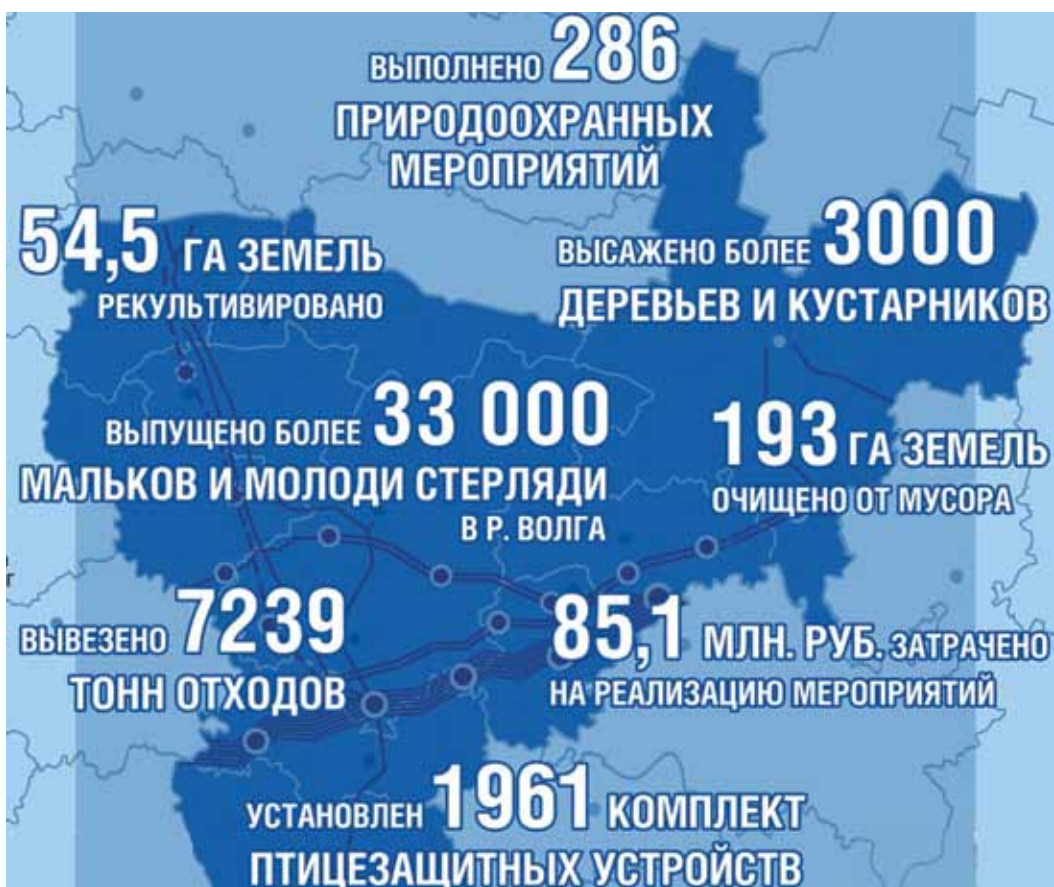 ВЫПОЛНЕНО 286
ПРИРОДООХРАННЫХ
МЕРОПРИЯТИЙ
54,5 ГА ЗЕМЕЛЬ
РЕКУЛЬТИВИРОВАНО
ВЫСАЖЕНО БОЛЕЕ 3000
ДЕРЕВЬЕВ И КУСТАРНИКОВ
ВЫПУЩЕНО БОЛЕЕ 33 000
МАЛЬКОВ И МОЛОДИ СТЕРЛЯДИ
В Р. ВОЛГА
193 ГА ЗЕМЕЛЬ
ОЧИЩЕНО ОТ МУСОРА
ВЫВЕЗЕНО 7239
ТОНН ОТХОДОВ
85,1 МЛН. РУБ. ЗАТРАЧЕНО
НА РЕАЛИЗАЦИЮ МЕРОПРИЯТИЙ
УСТАНОВЛЕН 1961 КОМПЛЕКТ
ПТИЦЕЗАЩИТНЫХ УСТРОЙСТВ